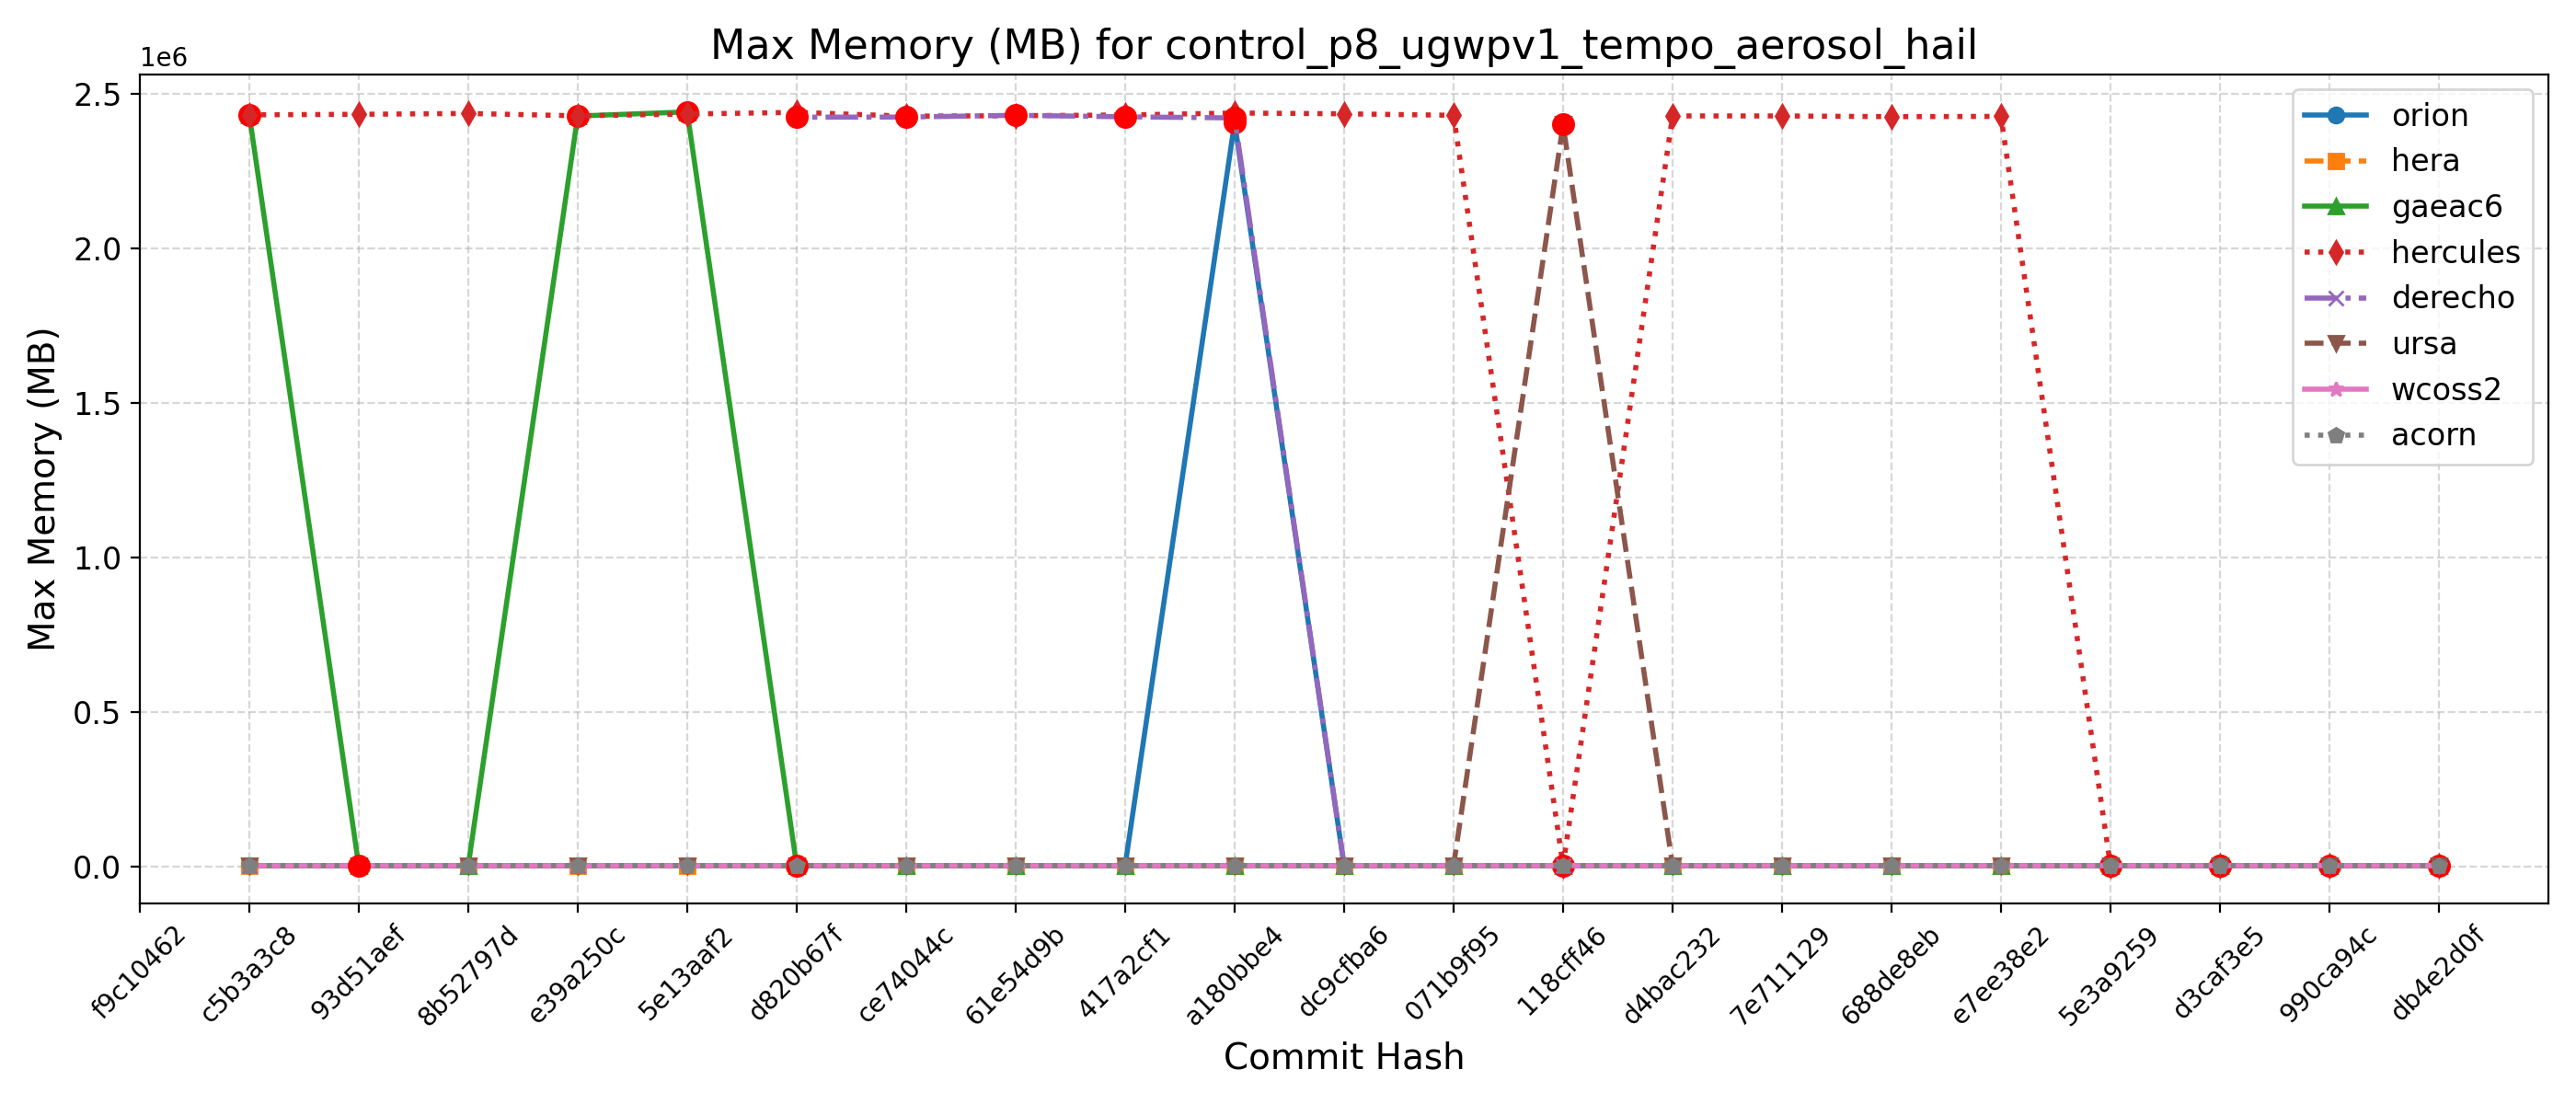 Max Memory (MB) for control_p8_ugwpv1_tempo_aerosol_hail
1e6
2.5
2.0
1.5
1.0
0.5
0.0
Max Memory (MB)
orion
hera
gaeac6
hercules
derecho
ursa
wcoss2
acorn
f9c10462
c5b3a3c8
93d51aef
8b52797d
e39a250c
5e13aaf2
d820b67f
ce74044c
61e54d9b
417a2cf1
a180bbe4
dc9cfba6
071b9f95
118cff46
d4bac232
7e711129
688de8eb
e7ee38e2
5e3a9259
d3caf3e5
990ca94c
db4e2d0f
Commit Hash